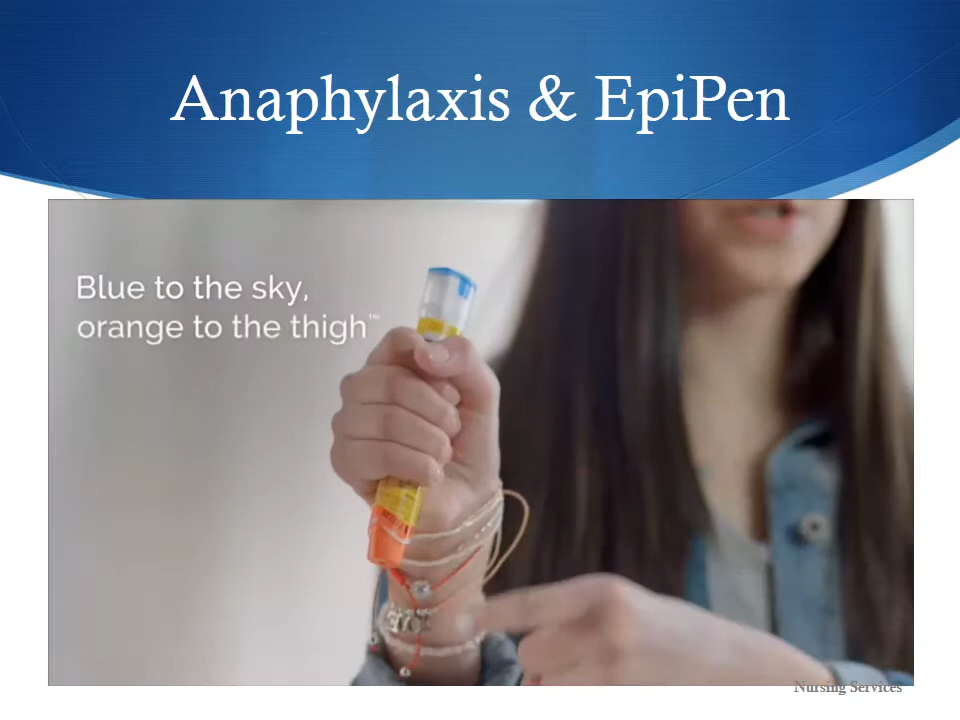 Anaphylaxis & EpiPen
Blue to the sky,
orange to the thigh™
Nursing Services